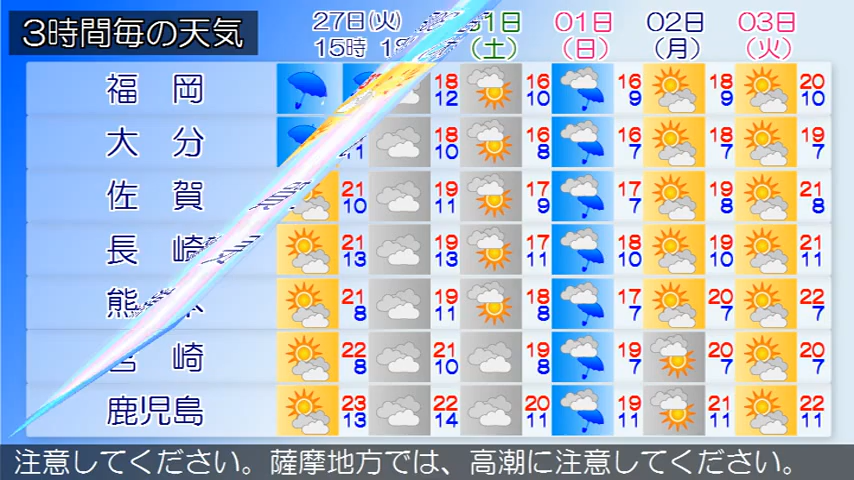 3時間毎の天気
27日(火) 31日 01日 02日 03日
15時 (土) (日) (月) (火)
福岡 18 12 16 10 16 9 18 9 20 10
大分 11 18 10 16 8 16 7 18 7 19 7
佐賀 21 10 19 11 17 9 17 7 19 8 21 8
長崎 21 13 19 13 17 11 18 10 19 10 21 11
熊本 21 8 19 11 18 8 17 7 20 7 22 7
宮崎 22 8 21 10 19 8 19 7 20 7 20 7
鹿児島 23 13 22 14 20 11 19 11 21 11 22 11
注意してください。薩摩地方では、高潮に注意してください。